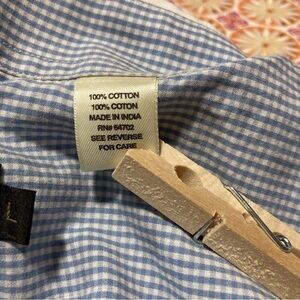 100% COTTON
100% COTON
MADE IN INDIA
RN# 64702
SEE REVERSE
FOR CARE
L